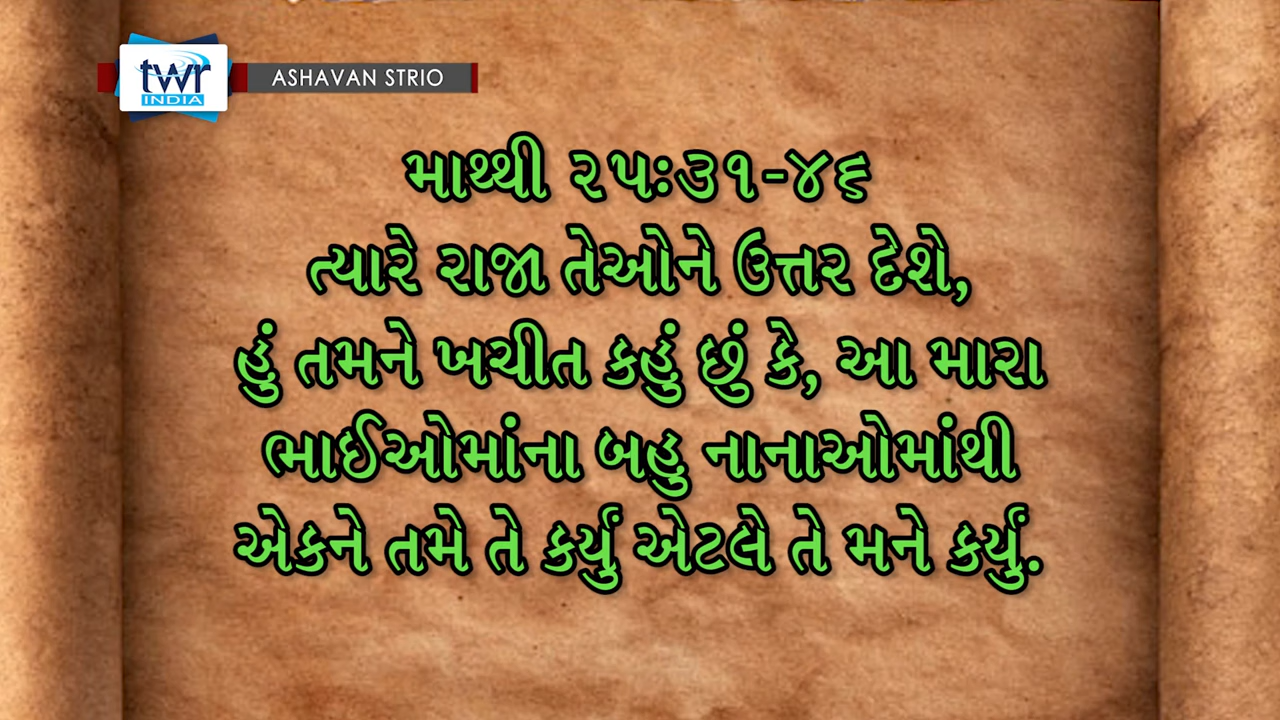 twr
INDIA
ASHAVAN STRIO
માથ્થી ૨૫ઃ૩૧-૪૬
ત્યારે રાજા તેઓને ઉત્તર દેશે,
હું તમને ખચીત કહું છું કે, આ મારા
ભાઈઓમાંના બહુ નાનાઓમાંથી
એકને તમે તે કર્યું એટલે તે મને કર્યું.